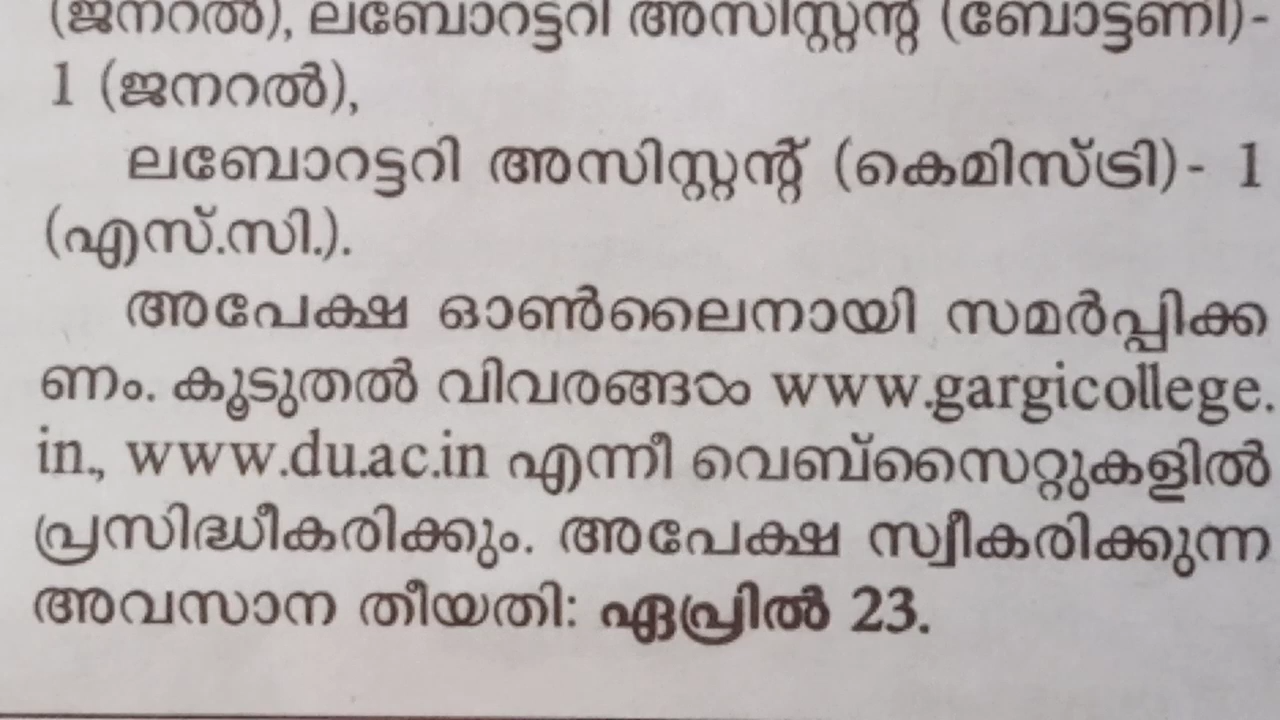 (ജനറൽ), ലബോറട്ടറി അസിസ്റ്റന്റ് (ബോട്ടണി)-
1 (ജനറൽ),
ലബോറട്ടറി അസിസ്റ്റന്റ് (കെമിസ്ട്രി)- 1
(എസ്.സി.).
അപേക്ഷ ഓൺലൈനായി സമർപ്പിക്ക
ണം. കൂടുതൽ വിവരങ്ങൾ www.gargicollege.
in., www.du.ac.in എന്നീ വെബ്സൈറ്റുകളിൽ
പ്രസിദ്ധീകരിക്കും. അപേക്ഷ സ്വീകരിക്കുന്ന
അവസാന തീയതി: ഏപ്രിൽ 23.